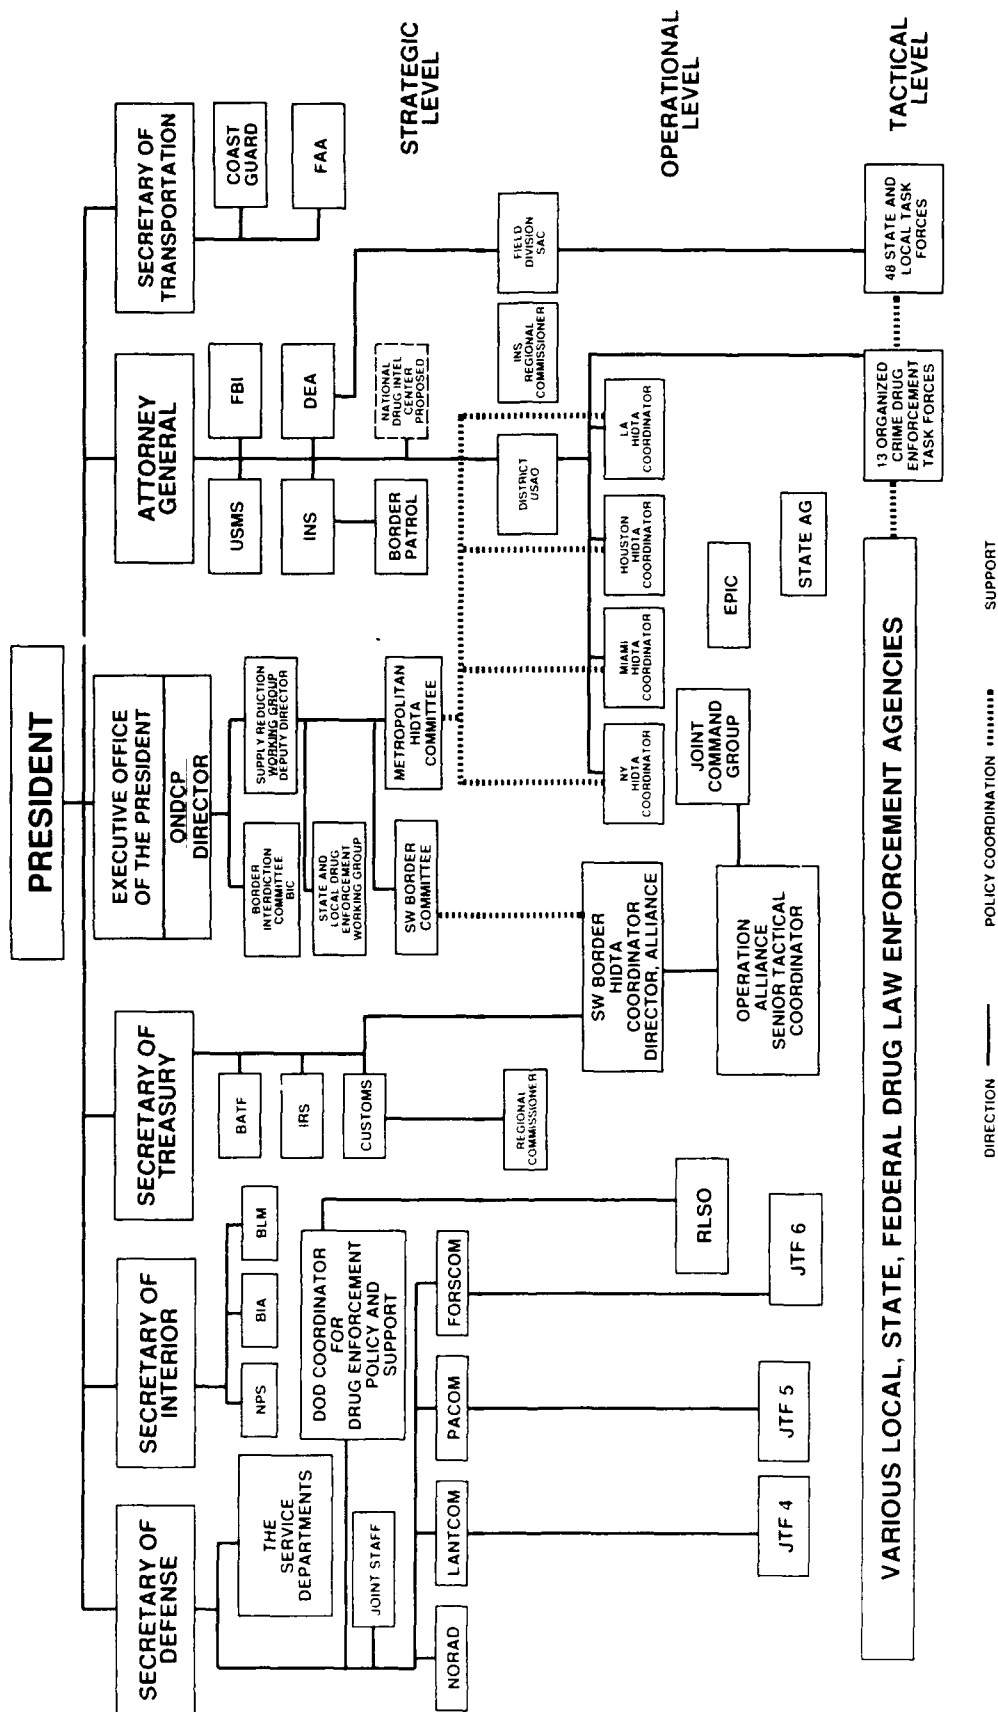 PRESIDENT
SECRETARY OF
DEFENSE
SECRETARY OF
INTERIOR
SECRETARY OF
TREASURY
EXECUTIVE OFFICE
OF THE PRESIDENT
ONDCP
DIRECTOR
ATTORNEY
GENERAL
SECRETARY OF
TRANSPORTATION
THE
SERVICE
DEPARTMENTS
JOINT STAFF
NPS
BIA
BLM
DOD COORDINATOR
FOR
DRUG ENFORCEMENT
POLICY AND
SUPPORT
BATF
IRS
CUSTOMS
BORDER
INTERDICTION
COMMITTEE
BIC
SUPPLY REDUCTION
WORKING GROUP
DEPUTY DIRECTOR
STATE AND
LOCAL DRUG
ENFORCEMENT
WORKING GROUP
SW BORDER
COMMITTEE
METROPOLITAN
HIDTA
COMMITTEE
USMS
FBI
INS
DEA
BORDER
PATROL
NATIONAL
DRUG INTEL
CENTER
PROPOSED
COAST
GUARD
FAA
STRATEGIC
LEVEL
NORAD
LANTCOM
PACOM
FORSCOM
REGIONAL
COMMISSIONER
DISTRICT
USAO
INS
REGIONAL
COMMISSIONER
FIELD
DIVISION
SAC
SW BORDER
HIDTA
COORDINATOR
DIRECTOR, ALLIANCE
NY
HIDTA
COORDINATOR
MIAMI
HIDTA
COORDINATOR
HOUSTON
HIDTA
COORDINATOR
LA
HIDTA
COORDINATOR
OPERATIONAL
LEVEL
RLSO
JOINT
COMMAND
GROUP
EPIC
JTF 4
JTF 5
JTF 6
OPERATION
ALLIANCE
SENIOR TACTICAL
COORDINATOR
STATE AG
VARIOUS LOCAL, STATE, FEDERAL DRUG LAW ENFORCEMENT AGENCIES
13 ORGANIZED
CRIME DRUG
ENFORCEMENT
TASK FORCES
48 STATE AND
LOCAL TASK
FORCES
TACTICAL
LEVEL
DIRECTION
POLICY COORDINATION
SUPPORT